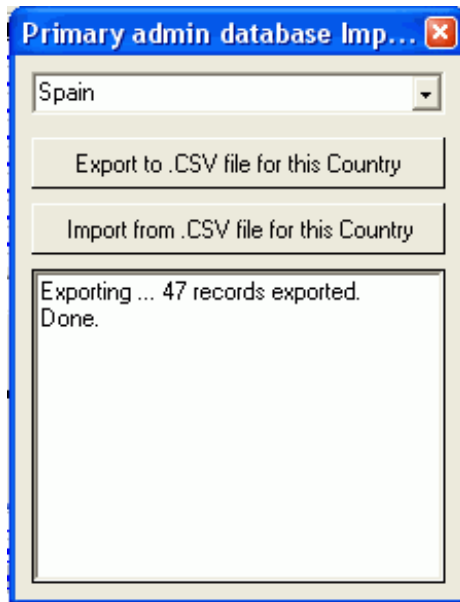 Primary admin database Imp...
Spain
Export to .CSV file for this Country
Import from .CSV file for this Country
Exporting ... 47 records exported.
Done.